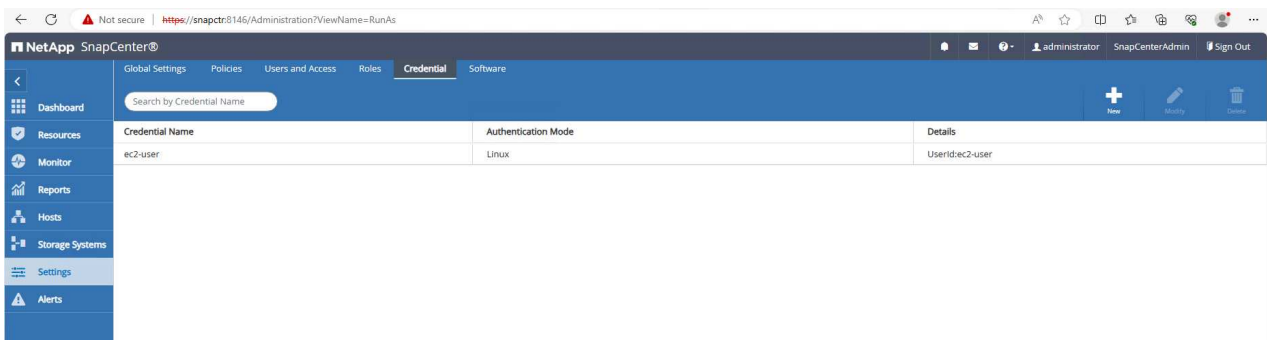 Not secure | https://snapctr:8146/Administration?ViewName=RunAs
NetApp SnapCenter® administrator SnapCenterAdmin Sign Out
Global Settings Policies Users and Access Roles Credential Software
Dashboard
Search by Credential Name
New Modify Delete
Resources
Credential Name Authentication Mode Details
ec2-user Linux UserId:ec2-user
Monitor
Reports
Hosts
Storage Systems
Settings
Alerts